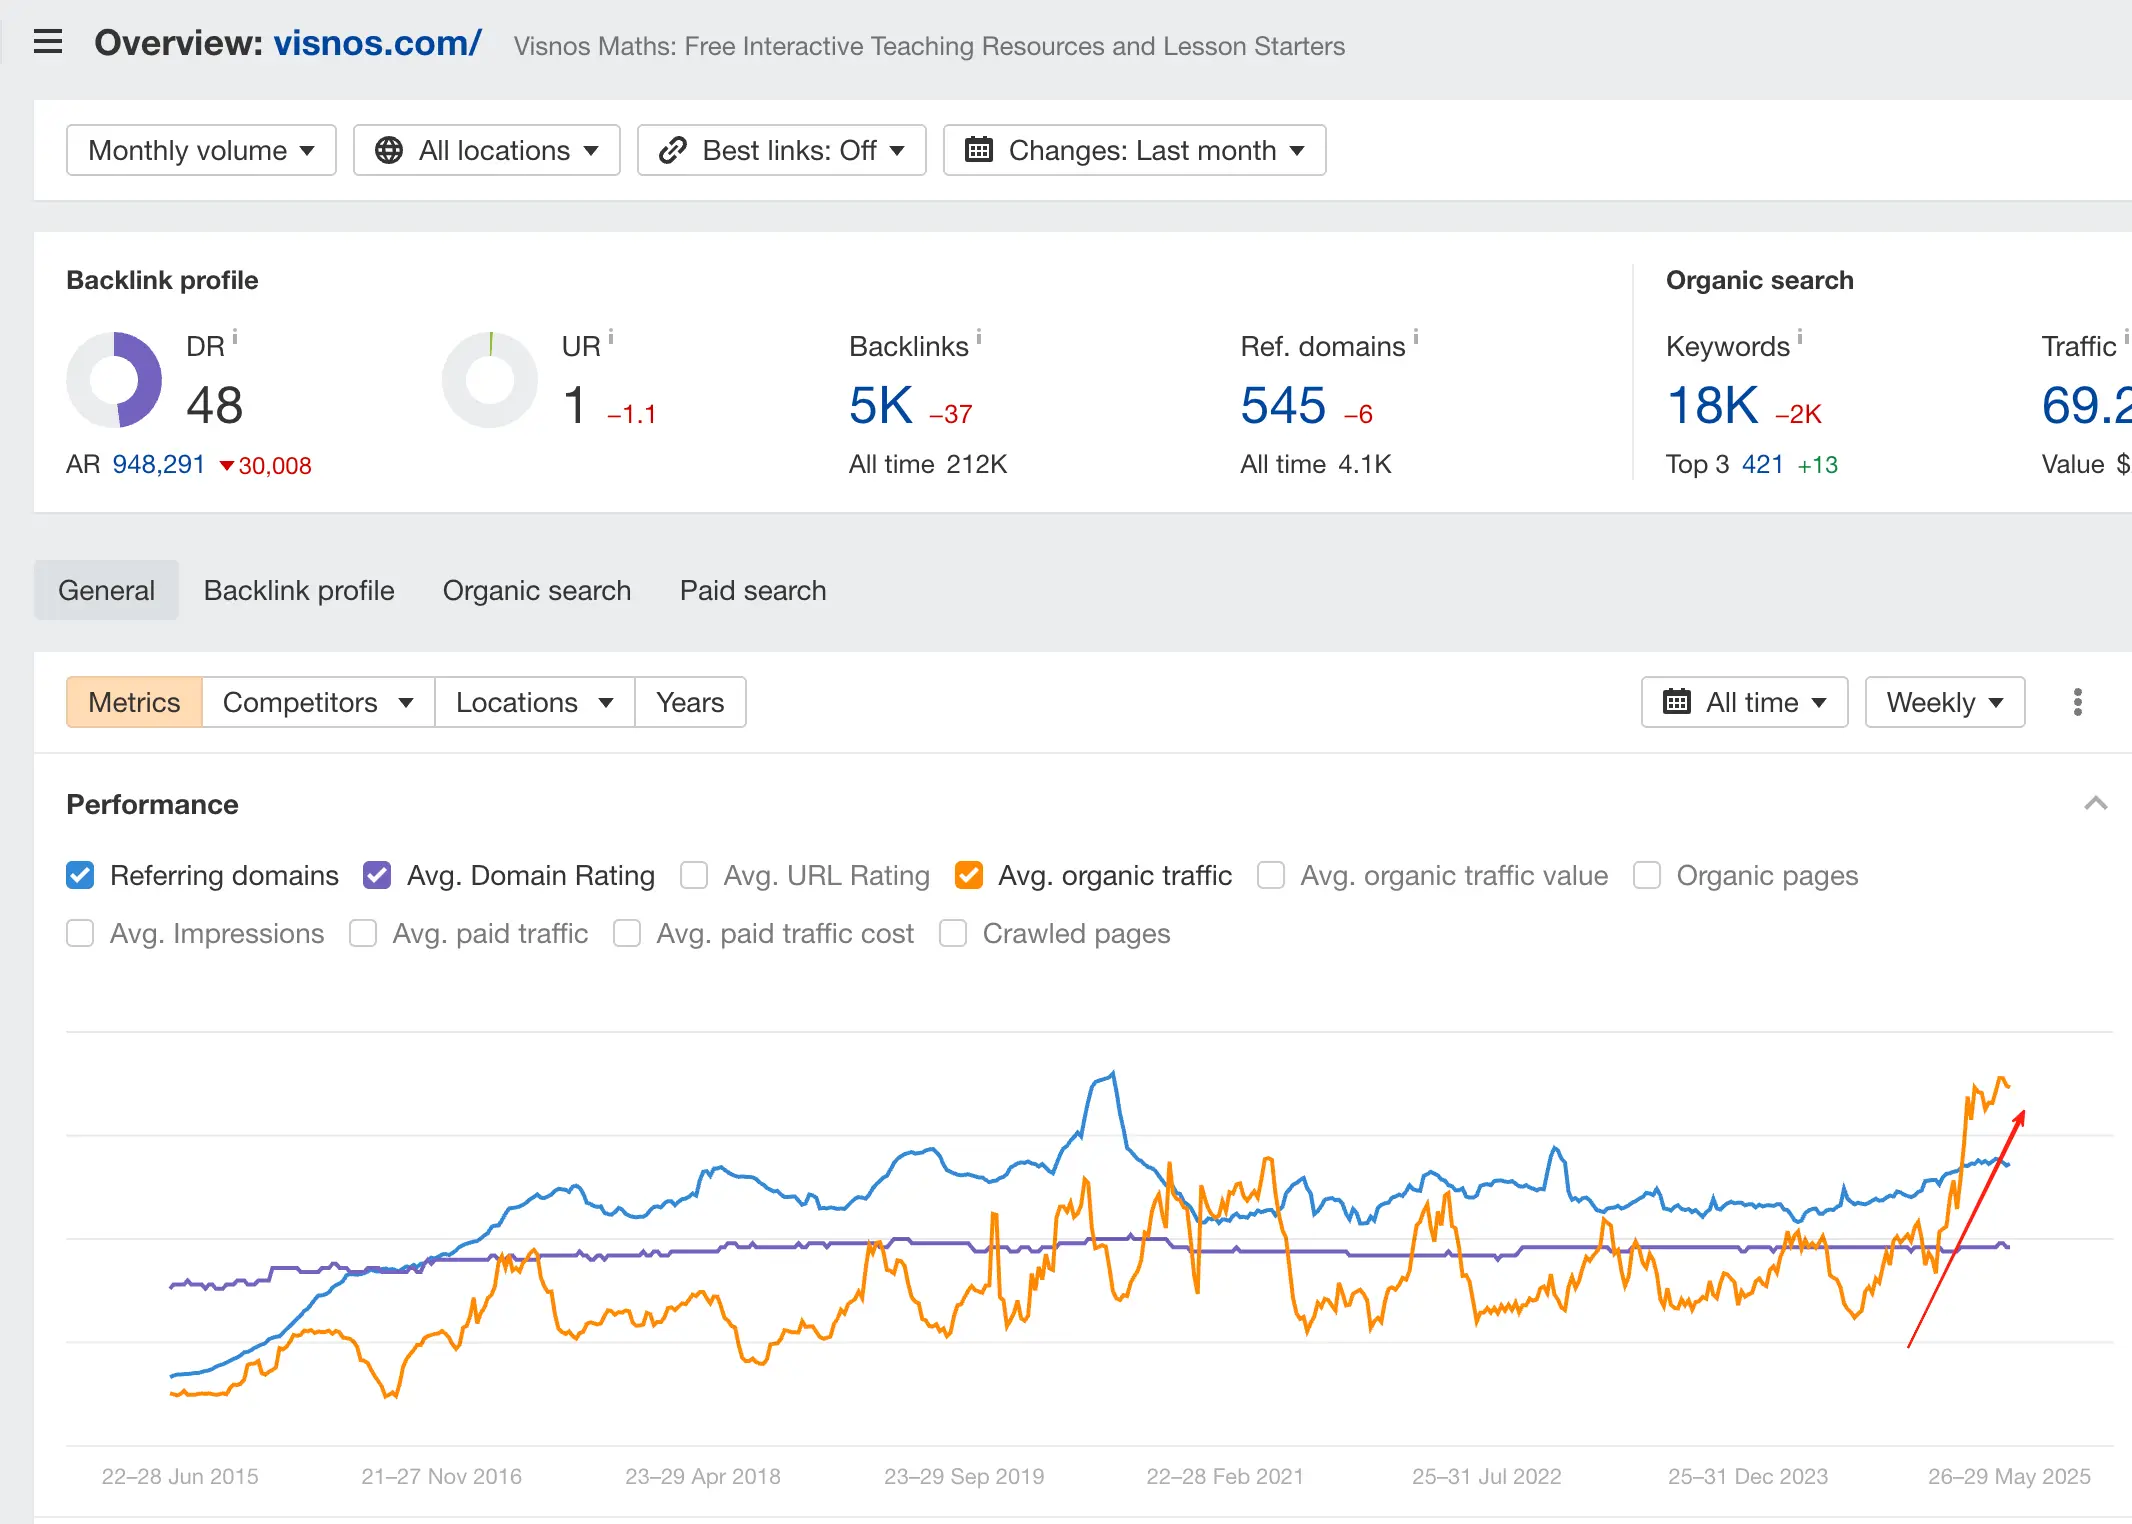 Overview: visnos.com/ Visnos Maths: Free Interactive Teaching Resources and Lesson Starters
Monthly volume All locations Best links: Off Changes: Last month
Backlink profile Organic search
DR i UR i Backlinks i Ref. domains i Keywords i Traffic i
48 1 –1.1 5K –37 545 –6 18K –2K 69.2
AR 948,291 30,008 All time 212K All time 4.1K Top 3 421 +13 Value $
General Backlink profile Organic search Paid search
Metrics Competitors Locations Years All time Weekly
Performance
Referring domains Avg. Domain Rating Avg. URL Rating Avg. organic traffic Avg. organic traffic value Organic pages
Avg. Impressions Avg. paid traffic Avg. paid traffic cost Crawled pages
22–28 Jun 2015 21–27 Nov 2016 23–29 Apr 2018 23–29 Sep 2019 22–28 Feb 2021 25–31 Jul 2022 25–31 Dec 2023 26–29 May 2025